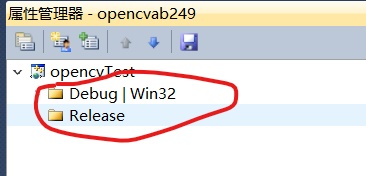 属性管理器 - opencvab249
opencvTest
Debug | Win32
Release